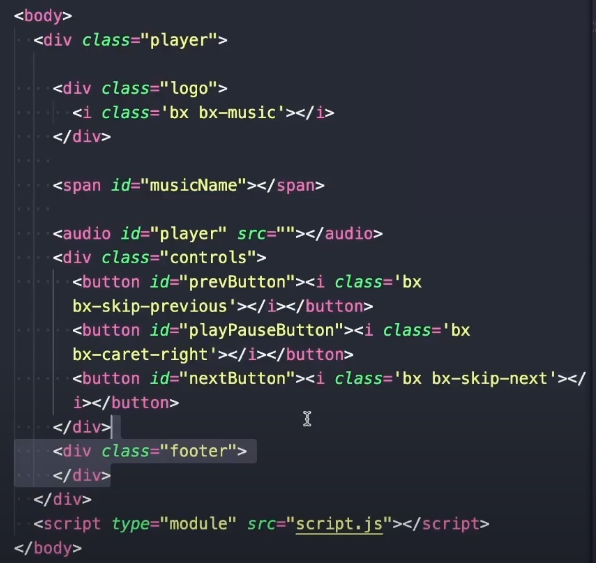 <body>
<div class="player">
<div class="logo">
<i class='bx bx-music'></i>
</div>
<span id="musicName"></span>
<audio id="player" src=""></audio>
<div class="controls">
<button id="prevButton"><i class='bx
bx-skip-previous'></i></button>
<button id="playPauseButton"><i class='bx
bx-caret-right'></i></button>
<button id="nextButton"><i class='bx bx-skip-next'></
i></button>
</div>
<div class="footer">
</div>
</div>
<script type="module" src="script.js"></script>
</body>